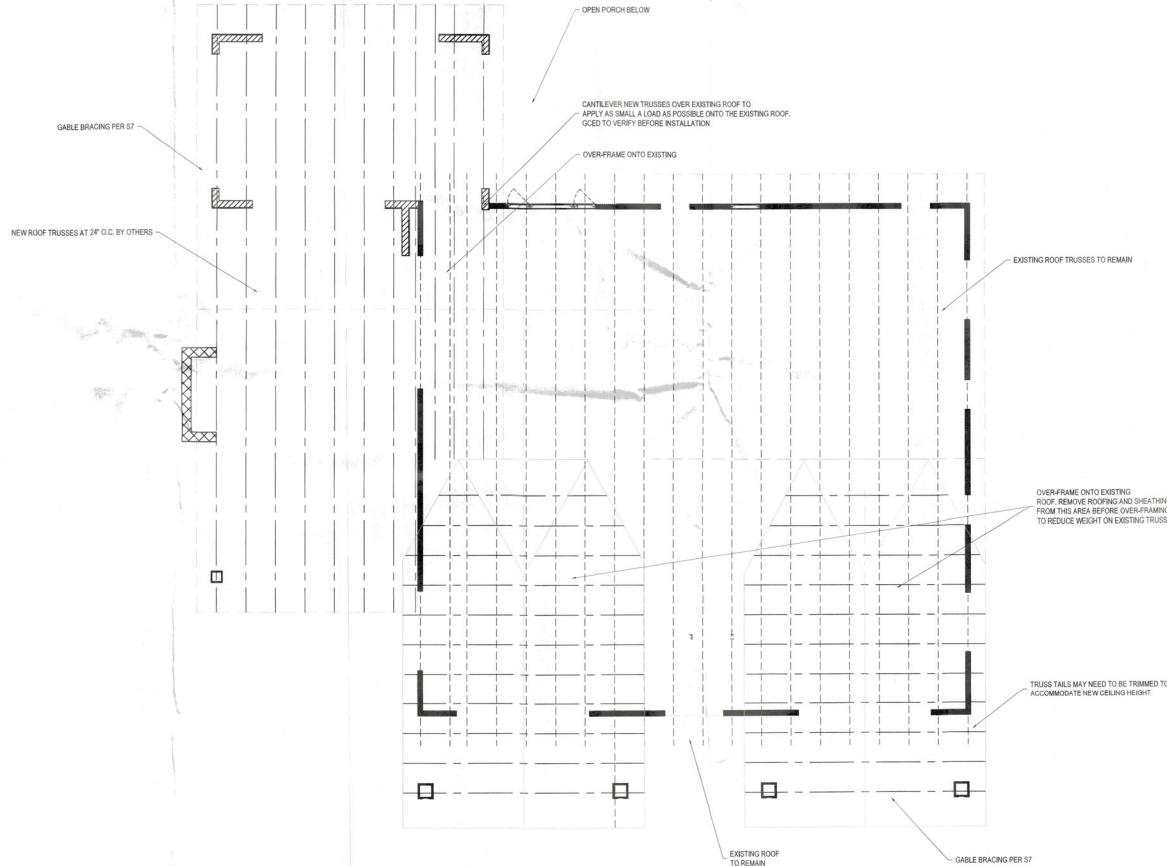 OPEN PORCH BELOW
CANTILEVER NEW TRUSSES OVER EXISTING ROOF TO
APPLY AS SMALL A LOAD AS POSSIBLE ONTO THE EXISTING ROOF.
GCED TO VERIFY BEFORE INSTALLATION
GABLE BRACING PER S7
OVER-FRAME ONTO EXISTING
NEW ROOF TRUSSES AT 24" O.C. BY OTHERS
EXISTING ROOF TRUSSES TO REMAIN
OVER-FRAME ONTO EXISTING
ROOF, REMOVE ROOFING AND SHEATHING
FROM THIS AREA BEFORE OVER-FRAMING
TO REDUCE WEIGHT ON EXISTING TRUSS
TRUSS TAILS MAY NEED TO BE TRIMMED TO
ACCOMMODATE NEW CEILING HEIGHT
EXISTING ROOF
TO REMAIN
GABLE BRACING PER S7